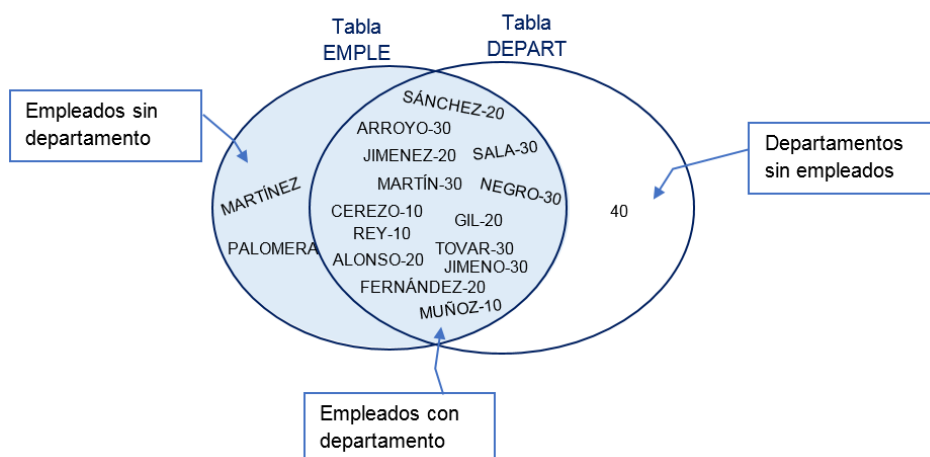 Tabla
EMPLE
Tabla
DEPART
Empleados sin
departamento
SÁNCHEZ-20
ARROYO-30
JIMENEZ-20
SALA-30
Departamentos
sin empleados
MARTÍNEZ
MARTÍN-30
NEGRO-30
CEREZO-10
GIL-20
40
REY-10
PALOMERA
TOVAR-30
ALONSO-20
JIMENO-30
FERNÁNDEZ-20
MUÑOZ-10
Empleados con
departamento